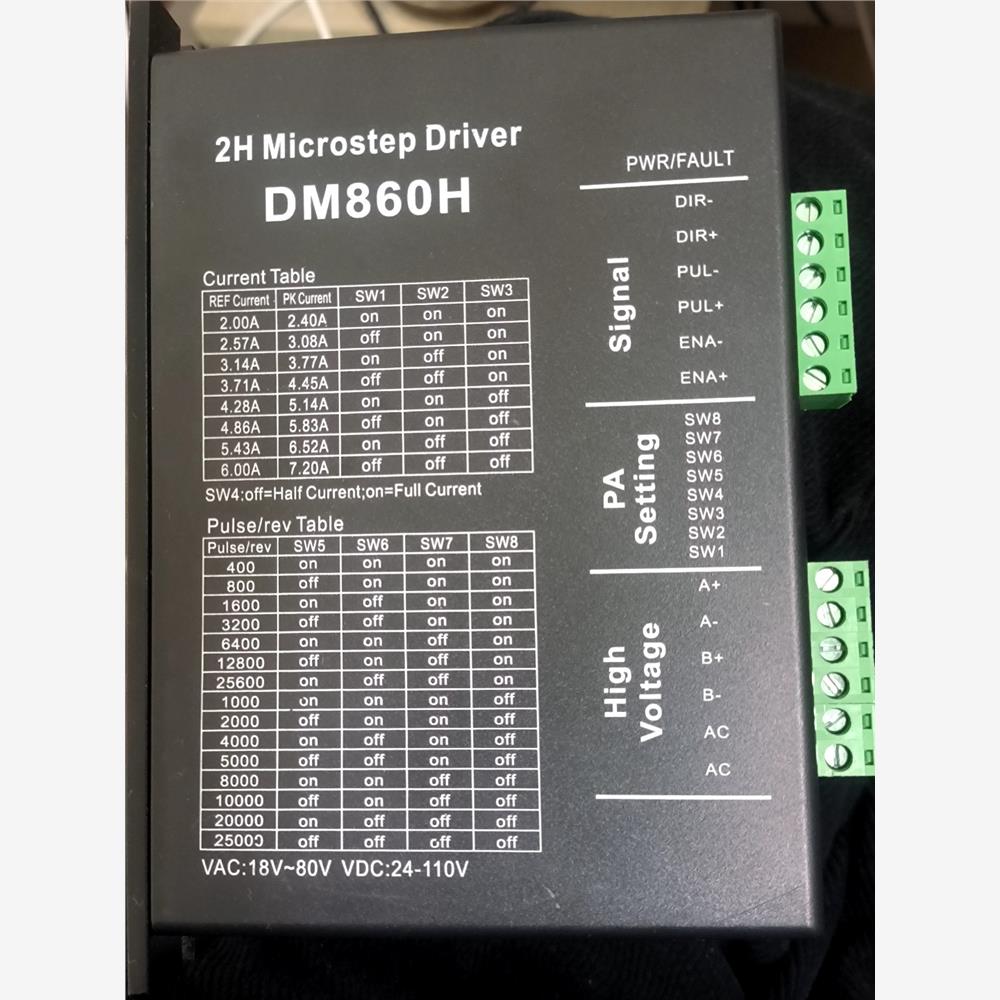 2H Microstep Driver
DM860H
Current Table
REF Current PK Current SW1 SW2 SW3
2.00A 2.40A on on on
2.57A 3.08A off on on
3.14A 3.77A on off on
3.71A 4.45A off off on
4.28A 5.14A on on off
4.86A 5.83A off on off
5.43A 6.52A on off off
6.00A 7.20A off off off
SW4:off=Half Current;on=Full Current
Pulse/rev Table
Pulse/rev SW5 SW6 SW7 SW8
400 on on on on
800 off on on on
1600 on off on on
3200 off off on on
6400 on on off on
12800 off on off on
25600 on off off on
1000 on on on off
2000 off on on off
4000 on off on off
5000 off off on off
8000 on on off off
10000 off on off off
20000 on off off off
25000 off off off off
VAC:18V~80V VDC:24-110V
PWR/FAULT
Signal
DIR-
DIR+
PUL-
PUL+
ENA-
ENA+
PA
Setting
SW8
SW7
SW6
SW5
SW4
SW3
SW2
SW1
High
Voltage
A+
A-
B+
B-
AC
AC